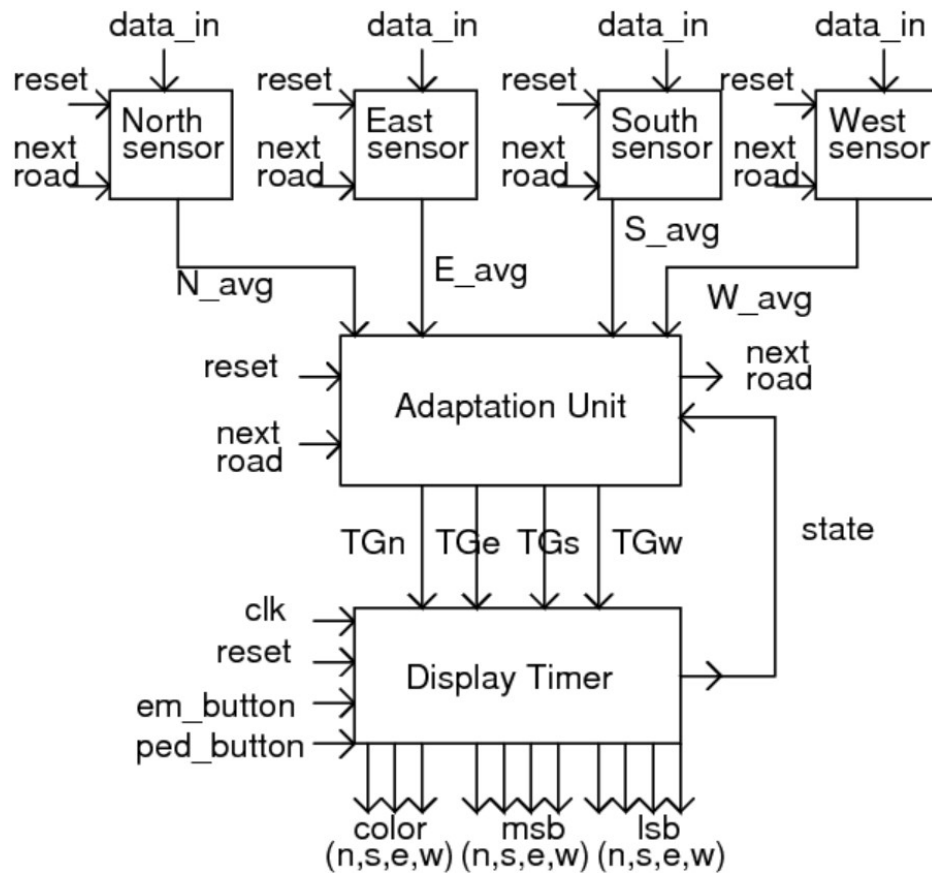 data_in
data_in
data_in
data_in
reset
reset
reset
reset
North
sensor
East
sensor
South
sensor
West
sensor
next
road
next
road
next
road
next
road
N_avg
E_avg
S_avg
W_avg
reset
next
road
Adaptation Unit
next
road
TGn
TGe
TGs
TGw
state
clk
reset
em_button
ped_button
Display Timer
color
(n,s,e,w)
msb
(n,s,e,w)
lsb
(n,s,e,w)